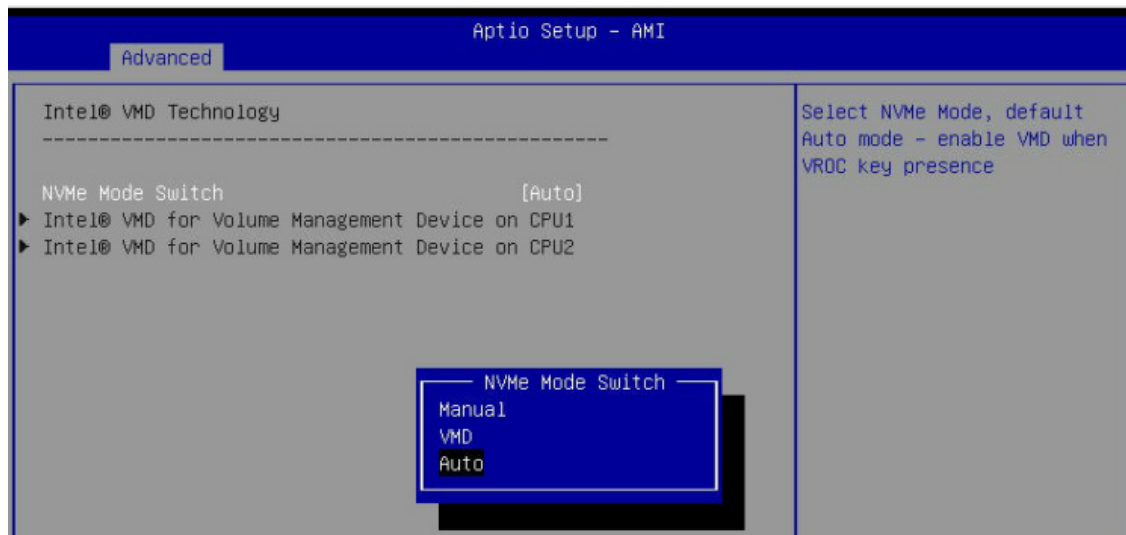 Aptio Setup – AMI
Advanced
Intel® VMD Technology
--------------------------------------------------
NVMe Mode Switch [Auto]
▶ Intel® VMD for Volume Management Device on CPU1
▶ Intel® VMD for Volume Management Device on CPU2
Select NVMe Mode, default
Auto mode – enable VMD when
VROC key presence
NVMe Mode Switch
Manual
VMD
Auto